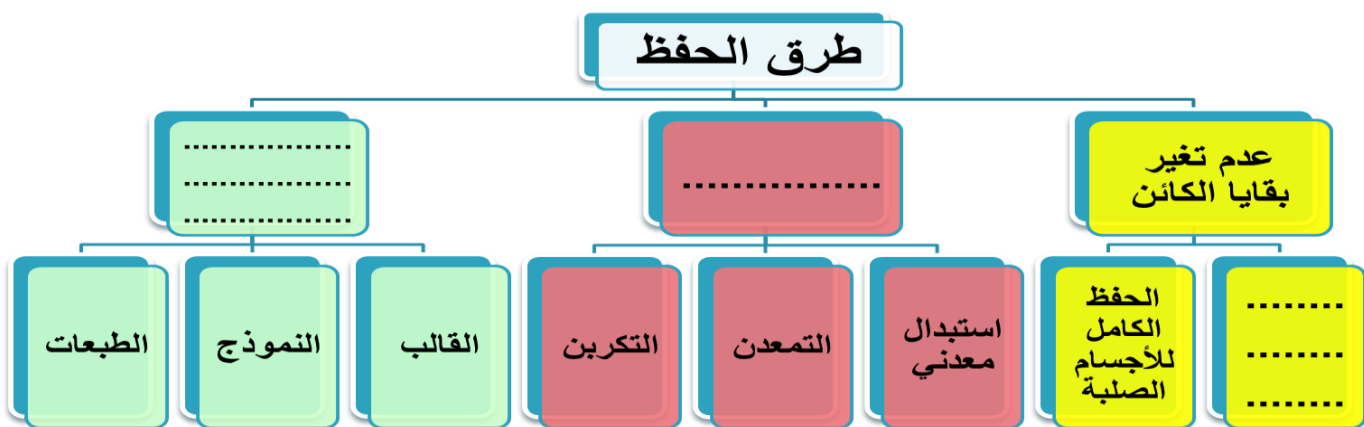 طرق الحفظ
عدم تغير
بقايا الكائن
....................
...................
...................
...................
.........
.........
.........
الحفظ
الكامل
للأجسام
الصلبة
استبدال
معدني
التمعدن
التكربن
القالب
النموذج
الطبعات